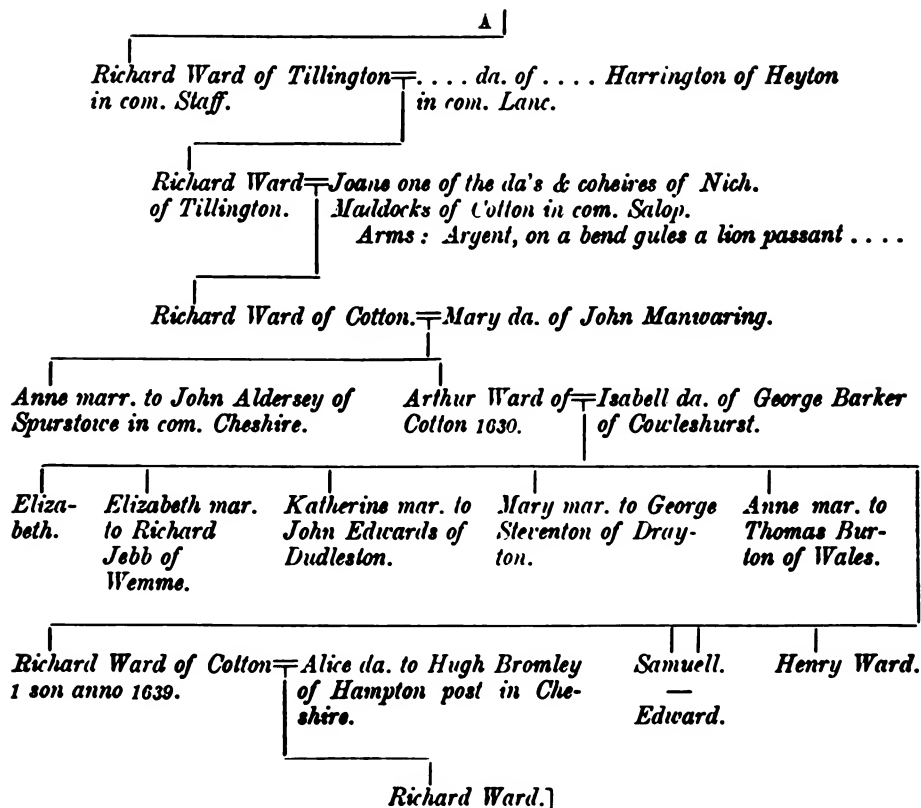 A
Richard Ward of Tillington .... da. of .... Harrington of Heyton
in com. Staff. in com. Lanc.
Richard Ward Joane one of the da's & coheires of Nich.
of Tillington. Maddocks of Cotton in com. Salop.
Arms: Argent, on a bend gules a lion passant ....
Richard Ward of Cotton. Mary da. of John Manwaring.
Anne marr. to John Aldersey of Arthur Ward of Isabell da. of George Barker
Spurstowe in com. Cheshire. Cotton 1630. of Cowleshurst.
Eliza- Elizabeth mar. Katherine mar. to Mary mar. to George Anne mar. to
beth. to Richard John Edwards of Steventon of Dray- Thomas Bur-
Jebb of Dudleston. ton. ton of Wales.
Wemme.
Richard Ward of Cotton Alice da. to Hugh Bromley Samuell. Henry Ward.
1 son anno 1639. of Hampton post in Che- —
shire. Edward.
Richard Ward.]